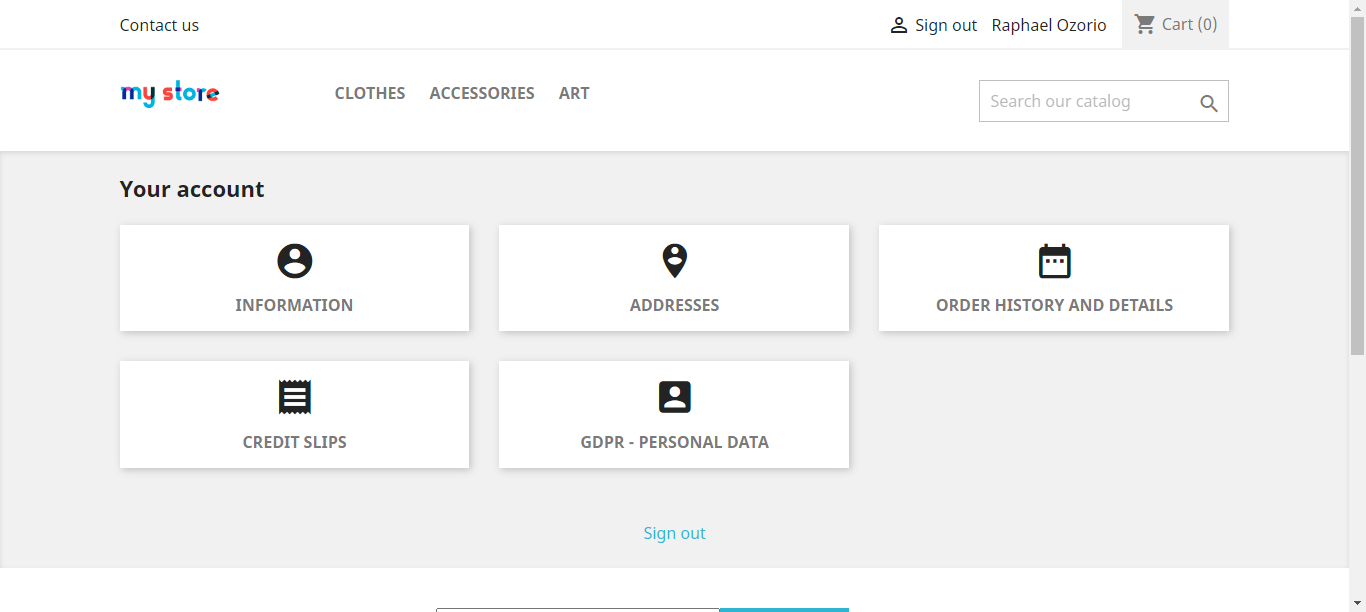 Contact us
Sign out Raphael Ozorio Cart (0)
my store
CLOTHES ACCESSORIES ART
Search our catalog
Your account
INFORMATION
ADDRESSES
ORDER HISTORY AND DETAILS
CREDIT SLIPS
GDPR - PERSONAL DATA
Sign out